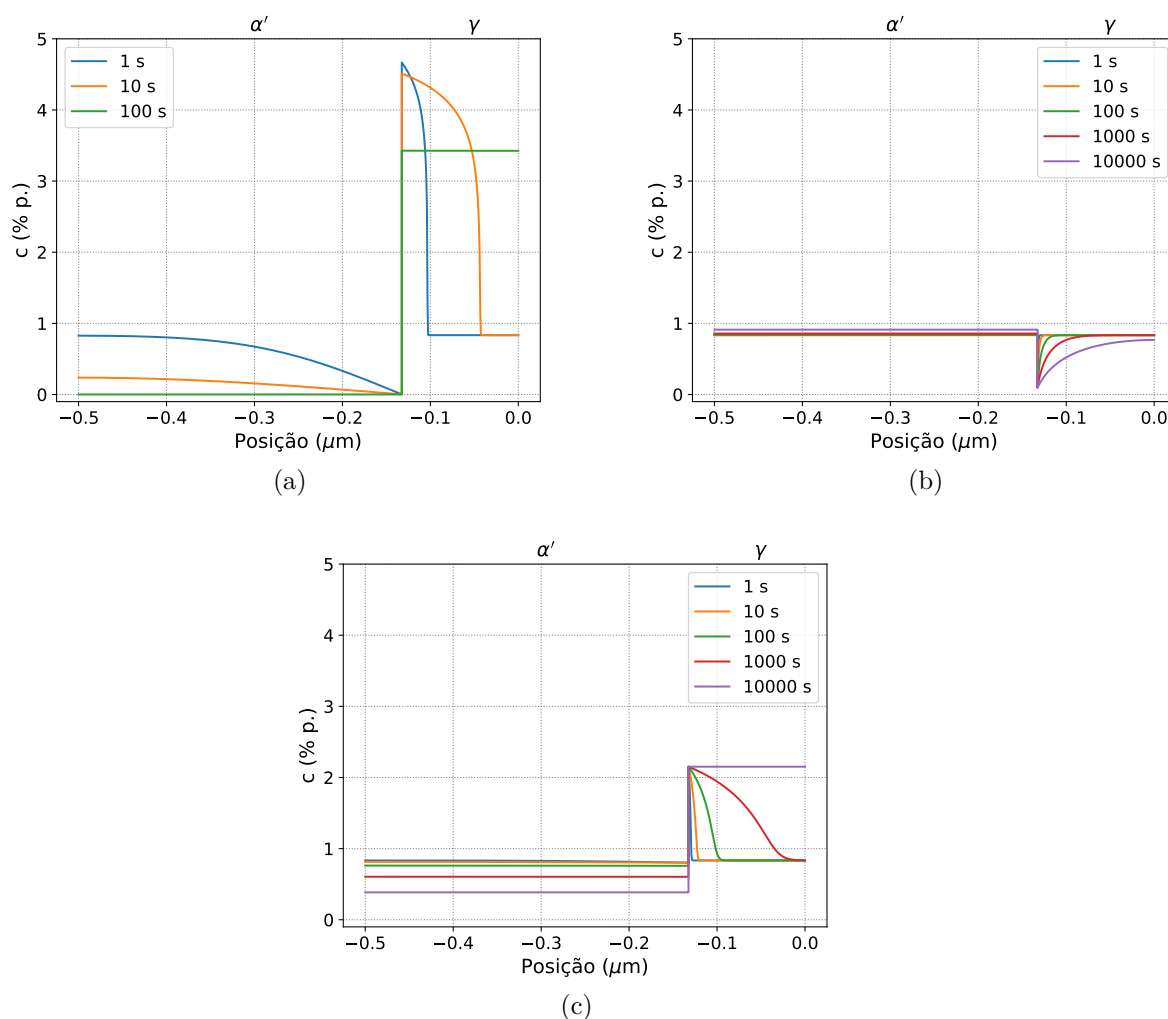 α′ γ
5
4
3
2
1
0
c (% p.)
1 s
10 s
100 s
−0.5 −0.4 −0.3 −0.2 −0.1 0.0
Posição (μm)
(a)
α′ γ
5
4
3
2
1
0
c (% p.)
1 s
10 s
100 s
1000 s
10000 s
−0.5 −0.4 −0.3 −0.2 −0.1 0.0
Posição (μm)
(b)
α′ γ
5
4
3
2
1
0
c (% p.)
1 s
10 s
100 s
1000 s
10000 s
−0.5 −0.4 −0.3 −0.2 −0.1 0.0
Posição (μm)
(c)